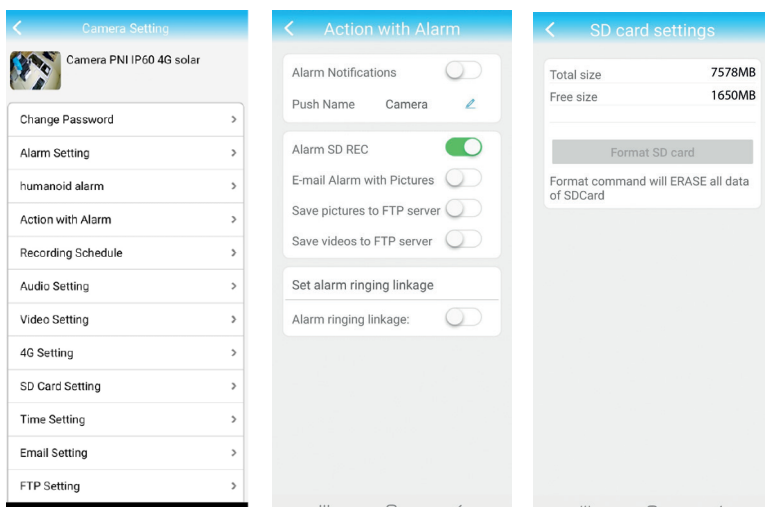 Camera Setting
Camera PNI IP60 4G solar
Change Password
Alarm Setting
humanoid alarm
Action with Alarm
Recording Schedule
Audio Setting
Video Setting
4G Setting
SD Card Setting
Time Setting
Email Setting
FTP Setting
Action with Alarm
Alarm Notifications
Push Name Camera
Alarm SD REC
E-mail Alarm with Pictures
Save pictures to FTP server
Save videos to FTP server
Set alarm ringing linkage
Alarm ringing linkage:
SD card settings
Total size 7578MB
Free size 1650MB
Format SD card
Format command will ERASE all data
of SDCard